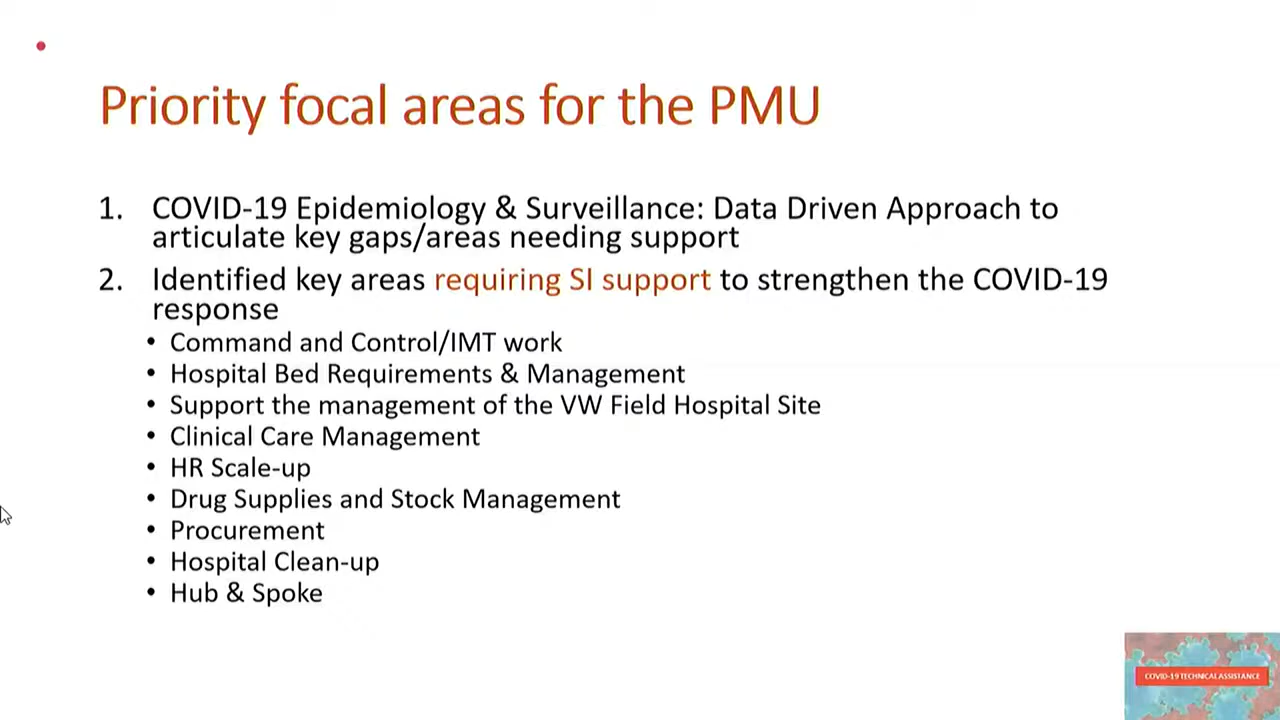 Priority focal areas for the PMU
1. COVID-19 Epidemiology & Surveillance: Data Driven Approach to
articulate key gaps/areas needing support
2. Identified key areas requiring SI support to strengthen the COVID-19
response
• Command and Control/IMT work
• Hospital Bed Requirements & Management
• Support the management of the VW Field Hospital Site
• Clinical Care Management
• HR Scale-up
• Drug Supplies and Stock Management
• Procurement
• Hospital Clean-up
• Hub & Spoke
COVID-19 TECHNICAL ASSISTANCE